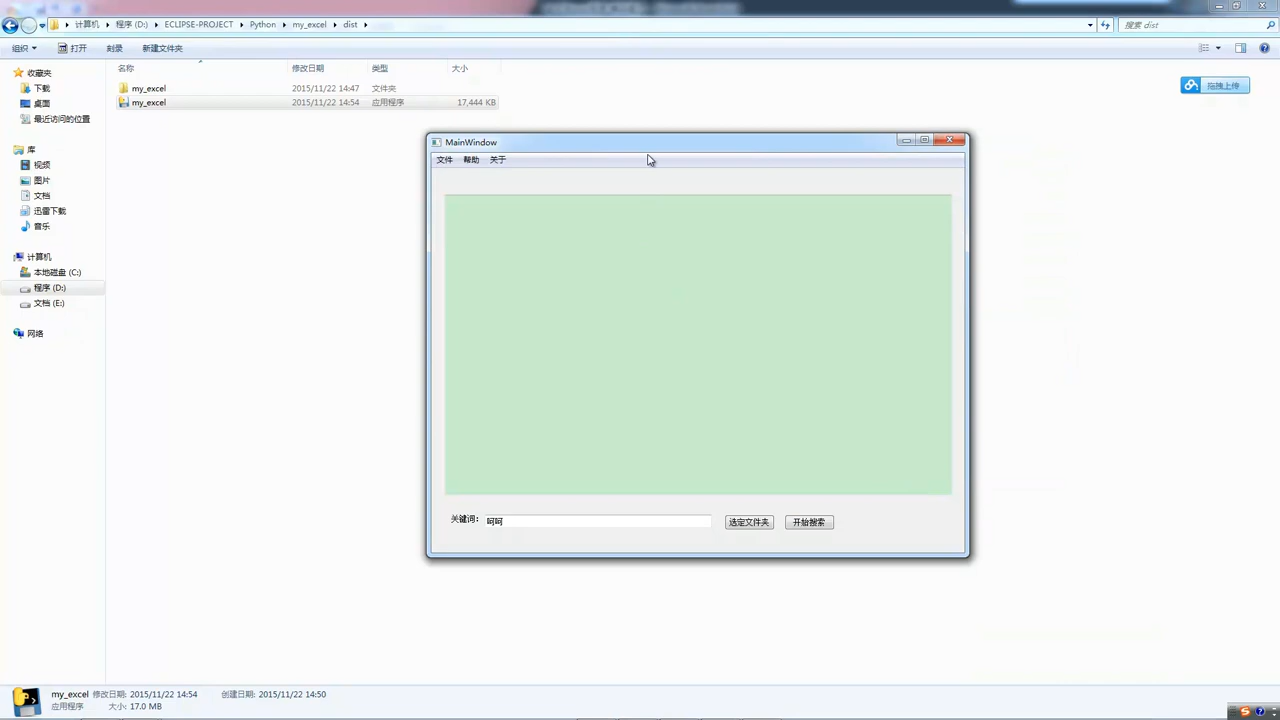 计算机 程序 (D:) ECLIPSE-PROJECT Python my_excel dist
搜索 dist
组织 打开 刻录 新建文件夹
名称 修改日期 类型 大小
收藏夹
下载
桌面
最近访问的位置
库
视频
图片
文档
迅雷下载
音乐
计算机
本地磁盘 (C:)
程序 (D:)
文档 (E:)
网络
my_excel 2015/11/22 14:47 文件夹
my_excel 2015/11/22 14:54 应用程序 17,444 KB
拖拽上传
MainWindow
文件 帮助 关于
关键词: 呵呵 选定文件夹 开始搜索
my_excel 修改日期: 2015/11/22 14:54 创建日期: 2015/11/22 14:50
应用程序 大小: 17.0 MB